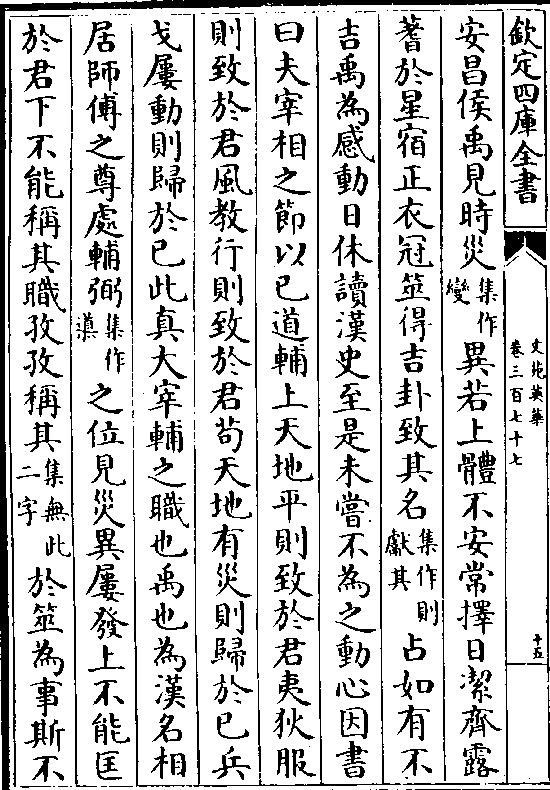 欽定四庫全書
文苑英華
卷三百七十七
十五
安昌侯禹見時災集作變異若上體不安常擇日潔齊露
蓍於星宿正衣冠筮得吉卦致其名集作則獻其占如有不
吉禹為感動日休讀漢史至是未嘗不為之動心因書
曰夫宰相之節以已道輔上天地平則致於君夷狄服
則致於君風教行則致於君苟天地有災則歸於已兵
戈屢動則歸於已此真大宰輔之職也禹也為漢名相
居師傅之尊處輔弼集作導之位見災異屢發上不能匡
於君下不能稱其職孜孜稱其集無此二字於筮為事斯不